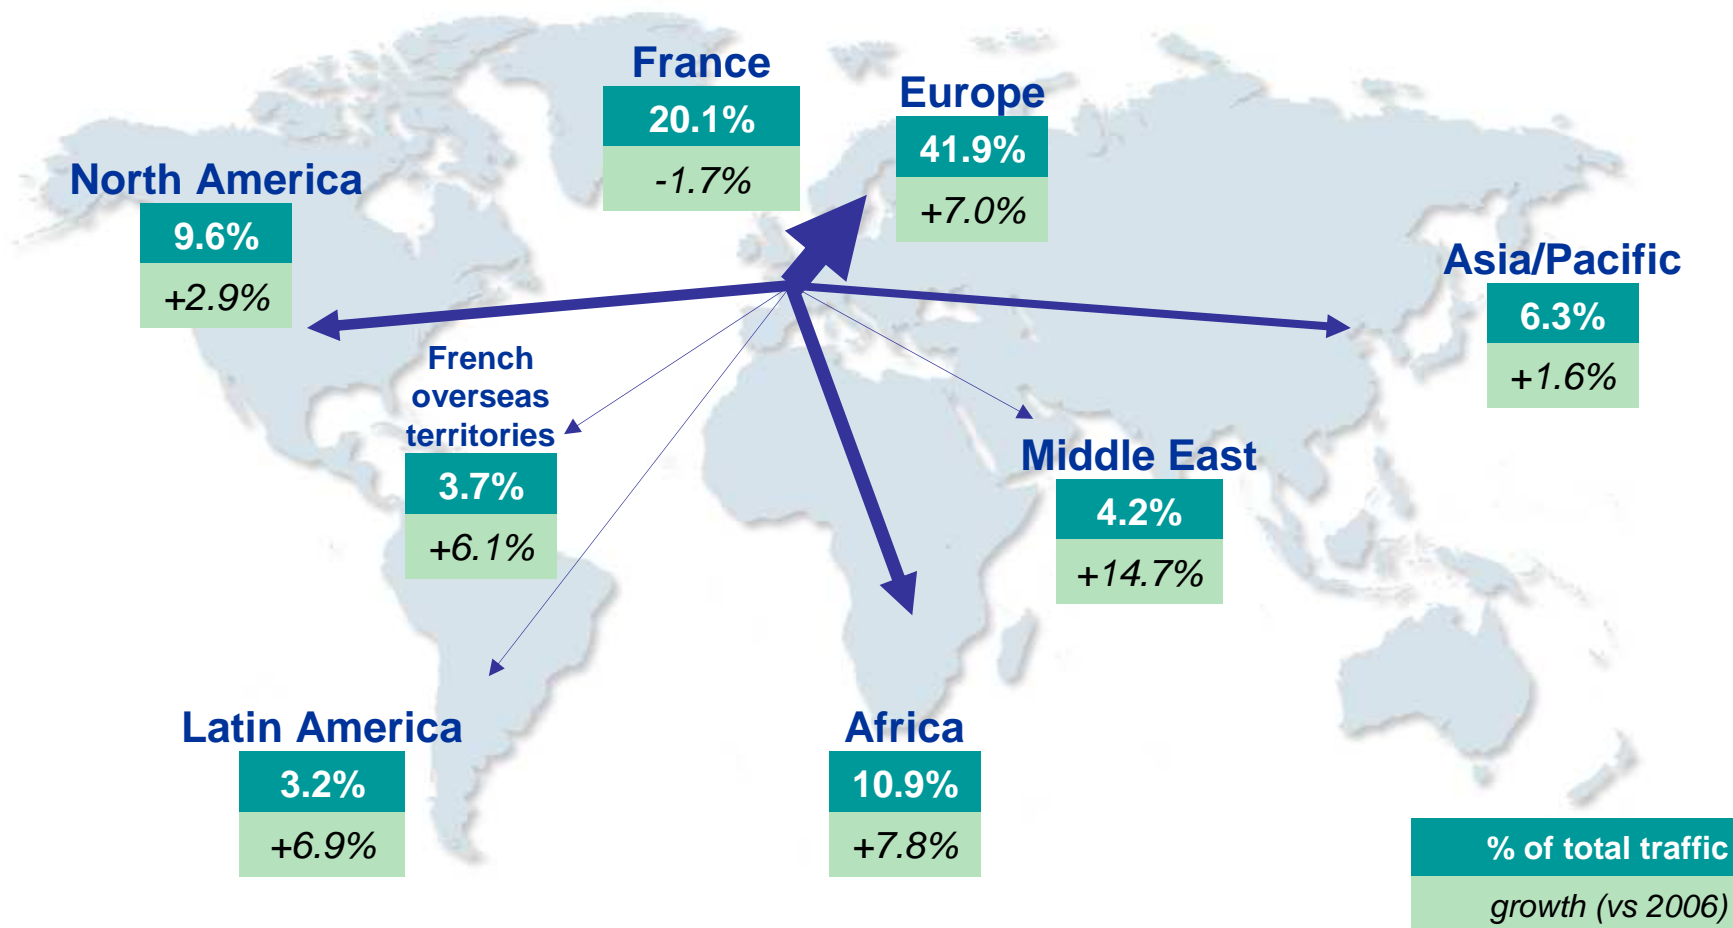 France
20.1%
-1.7%
Europe
41.9%
+7.0%
North America
9.6%
+2.9%
Asia/Pacific
6.3%
+1.6%
French
overseas
territories
3.7%
+6.1%
Middle East
4.2%
+14.7%
Latin America
3.2%
+6.9%
Africa
10.9%
+7.8%
% of total traffic
growth (vs 2006)